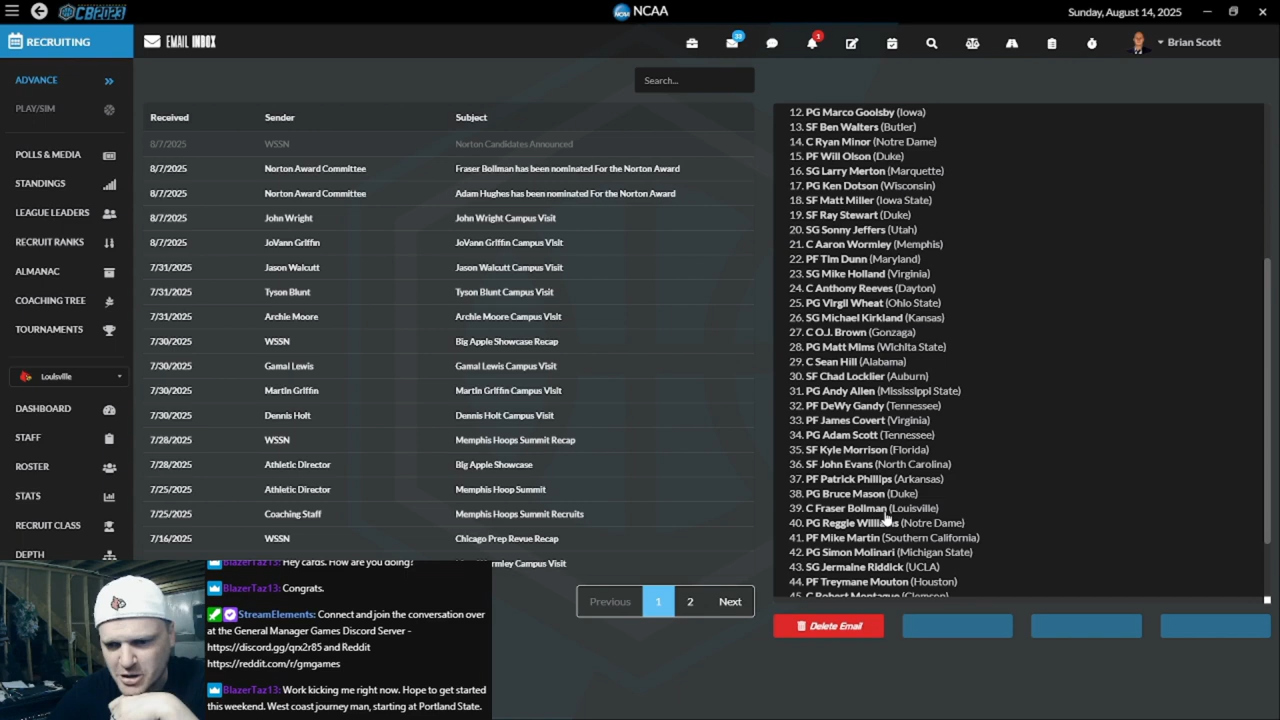 CB2023
NCAA
Sunday, August 14, 2025
RECRUITING
EMAIL INBOX
33
1
Brian Scott
ADVANCE
PLAY/SIM
POLLS & MEDIA
STANDINGS
LEAGUE LEADERS
RECRUIT RANKS
ALMANAC
COACHING TREE
TOURNAMENTS
Louisville
DASHBOARD
STAFF
ROSTER
STATS
RECRUIT CLASS
DEPTH
Search...
Received Sender Subject
8/7/2025 WSSN Norton Candidates Announced
8/7/2025 Norton Award Committee Fraser Bollman has been nominated For the Norton Award
8/7/2025 Norton Award Committee Adam Hughes has been nominated For the Norton Award
8/7/2025 John Wright John Wright Campus Visit
8/7/2025 JoVann Griffin JoVann Griffin Campus Visit
7/31/2025 Jason Walcutt Jason Walcutt Campus Visit
7/31/2025 Tyson Blunt Tyson Blunt Campus Visit
7/31/2025 Archie Moore Archie Moore Campus Visit
7/30/2025 WSSN Big Apple Showcase Recap
7/30/2025 Gamal Lewis Gamal Lewis Campus Visit
7/30/2025 Martin Griffin Martin Griffin Campus Visit
7/30/2025 Dennis Holt Dennis Holt Campus Visit
7/28/2025 WSSN Memphis Hoops Summit Recap
7/28/2025 Athletic Director Big Apple Showcase
7/25/2025 Athletic Director Memphis Hoop Summit
7/25/2025 Coaching Staff Memphis Hoops Summit Recruits
7/16/2025 WSSN Chicago Prep Revue Recap
Campus Visit
Previous 1 2 Next
12. PG Marco Goolsby (Iowa)
13. SF Ben Walters (Butler)
14. C Ryan Minor (Notre Dame)
15. PF Will Olson (Duke)
16. SG Larry Merton (Marquette)
17. PG Ken Dotson (Wisconsin)
18. SF Matt Miller (Iowa State)
19. SF Ray Stewart (Duke)
20. SG Sonny Jeffers (Utah)
21. C Aaron Wormley (Memphis)
22. PF Tim Dunn (Maryland)
23. SG Mike Holland (Virginia)
24. C Anthony Reeves (Dayton)
25. PG Virgil Wheat (Ohio State)
26. SG Michael Kirkland (Kansas)
27. C O.J. Brown (Gonzaga)
28. PG Matt Mims (Wichita State)
29. C Sean Hill (Alabama)
30. SF Chad Locklier (Auburn)
31. PG Andy Allen (Mississippi State)
32. PF DeWy Gandy (Tennessee)
33. PF James Covert (Virginia)
34. PG Adam Scott (Tennessee)
35. SF Kyle Morrison (Florida)
36. SF John Evans (North Carolina)
37. PF Patrick Phillips (Arkansas)
38. PG Bruce Mason (Duke)
39. C Fraser Bollman (Louisville)
40. PG Reggie Williams (Notre Dame)
41. PF Mike Martin (Southern California)
42. PG Simon Molinari (Michigan State)
43. SG Jermaine Riddick (UCLA)
44. PF Treymane Mouton (Houston)
45. C Robert Montague (Clemson)
Delete Email
BlazerTaz13: Hey cards. How are you doing?
BlazerTaz13: Congrats.
StreamElements: Connect and join the conversation over
at the General Manager Games Discord Server -
https://discord.gg/qrx2r85 and Reddit
https://reddit.com/r/gmgames
BlazerTaz13: Work kicking me right now. Hope to get started
this weekend. West coast journey man, starting at Portland State.